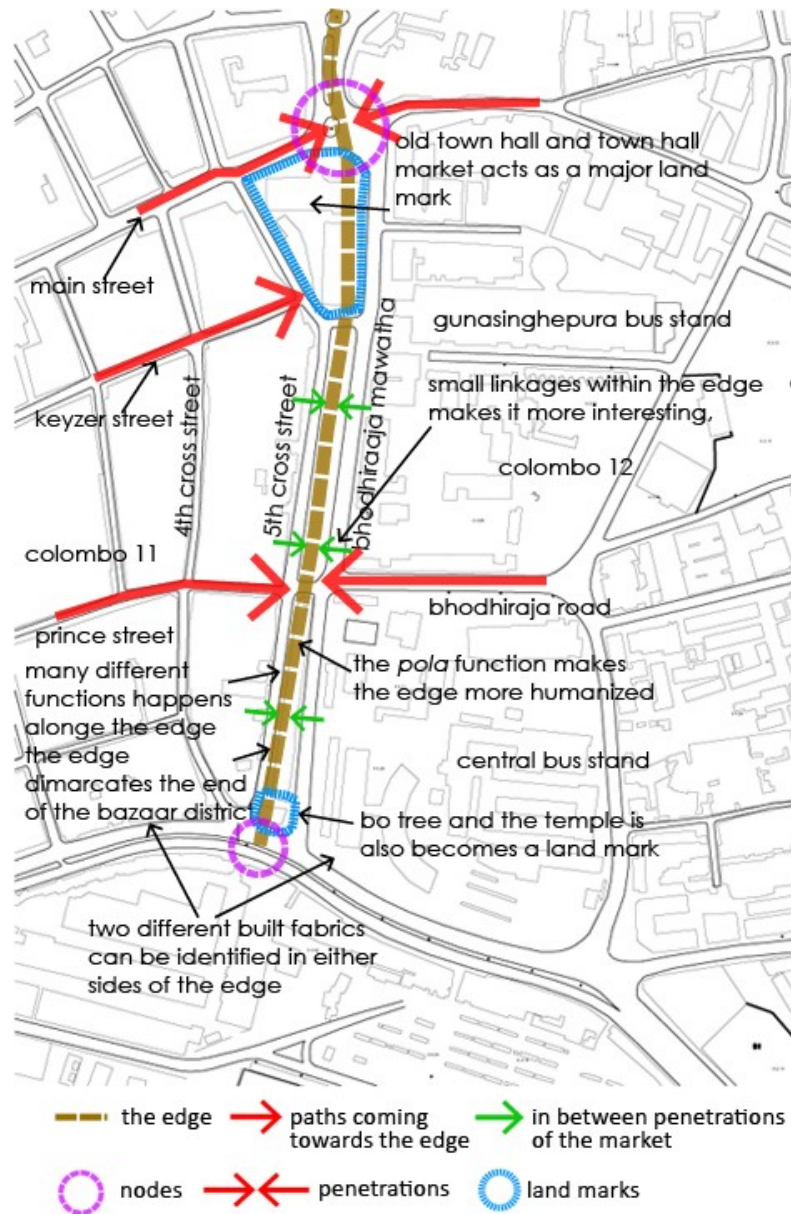 old town hall and town hall
market acts as a major land
mark
main street
gunasinghepura bus stand
keyzer street
4th cross street
5th cross street
bhodhiraaja mawatha
small linkages within the edge
makes it more interesting,
colombo 12
colombo 11
prince street
bhodhiraja road
many different
functions happens
alonge the edge
the edge
dimarcates the end
of the bazaar district
the pola function makes
the edge more humanized
central bus stand
bo tree and the temple is
also becomes a land mark
two different built fabrics
can be identified in either
sides of the edge
the edge
paths coming
towards the edge
in between penetrations
of the market
nodes
penetrations
land marks